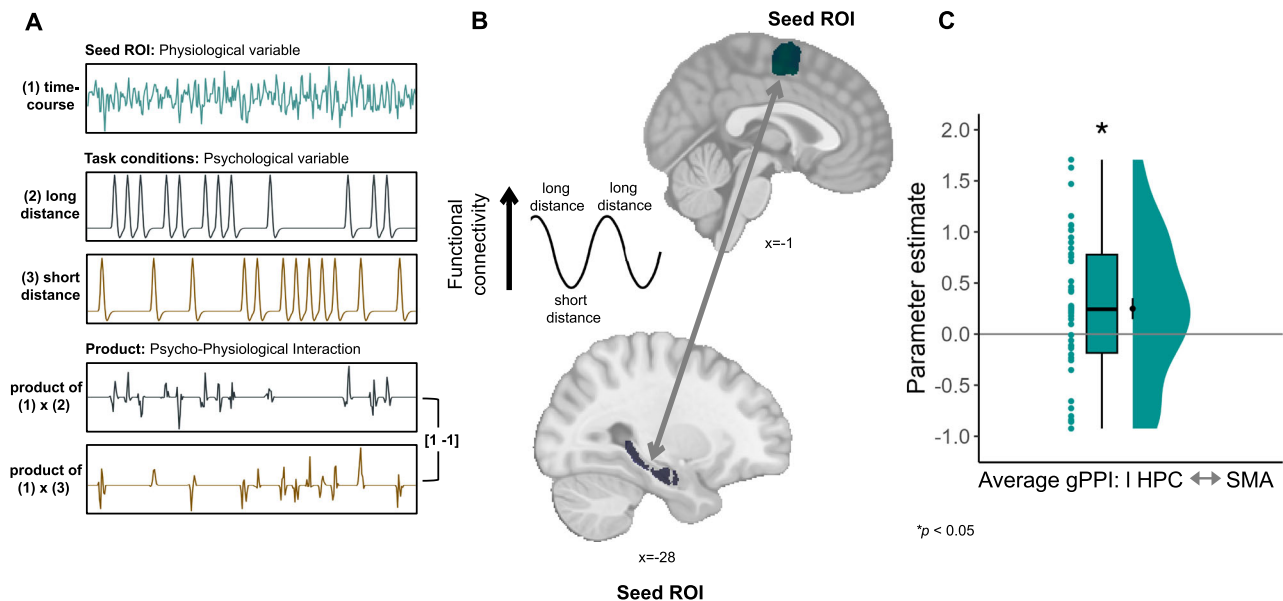 A
Seed ROI: Physiological variable
(1) time-
course
Task conditions: Psychological variable
(2) long
distance
(3) short
distance
Product: Psycho-Physiological Interaction
product of
(1) x (2)
[1 -1]
product of
(1) x (3)
B
Seed ROI
x=-1
Functional
connectivity
long
distance
long
distance
short
distance
x=-28
Seed ROI
C
Parameter estimate
2.0
1.5
1.0
0.5
0.0
-0.5
-1.0
*
Average gPPI: l HPC ↔ SMA
*p < 0.05